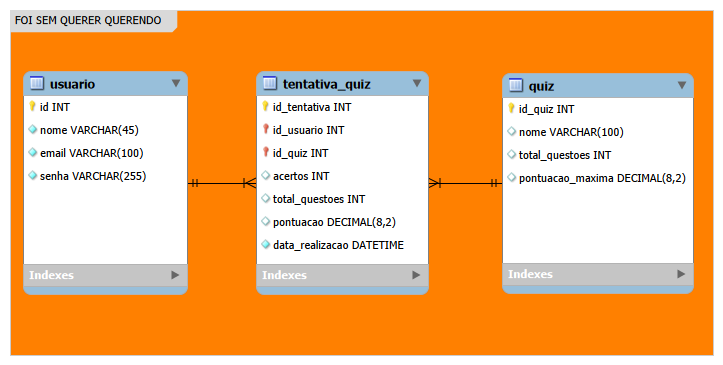 FOI SEM QUERER QUERENDO
usuario
id INT
nome VARCHAR(45)
email VARCHAR(100)
senha VARCHAR(255)
Indexes
tentativa_quiz
id_tentativa INT
id_usuario INT
id_quiz INT
acertos INT
total_questoes INT
pontuacao DECIMAL(8,2)
data_realizacao DATETIME
Indexes
quiz
id_quiz INT
nome VARCHAR(100)
total_questoes INT
pontuacao_maxima DECIMAL(8,2)
Indexes